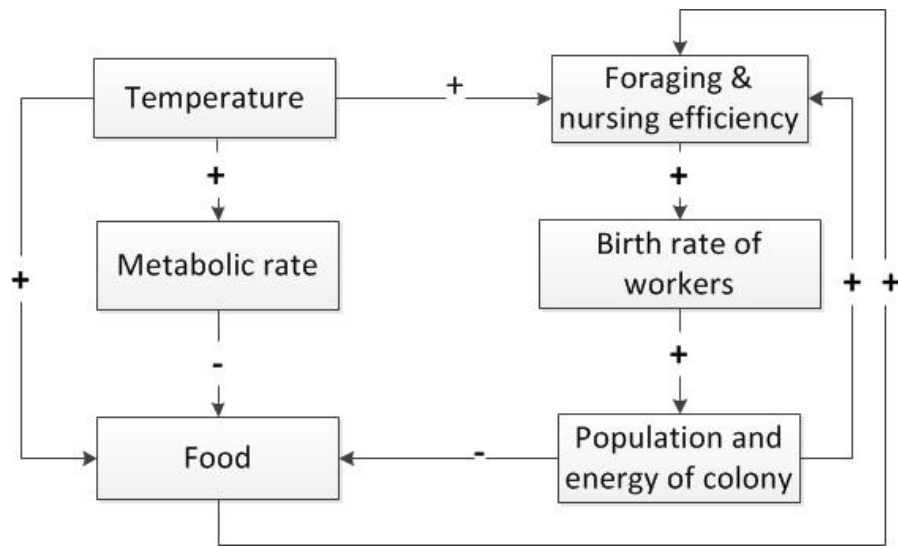 Temperature
+
Foraging &
nursing efficiency
+
+
Metabolic rate
Birth rate of
workers
+
+
+
-
+
Food
-
Population and
energy of colony